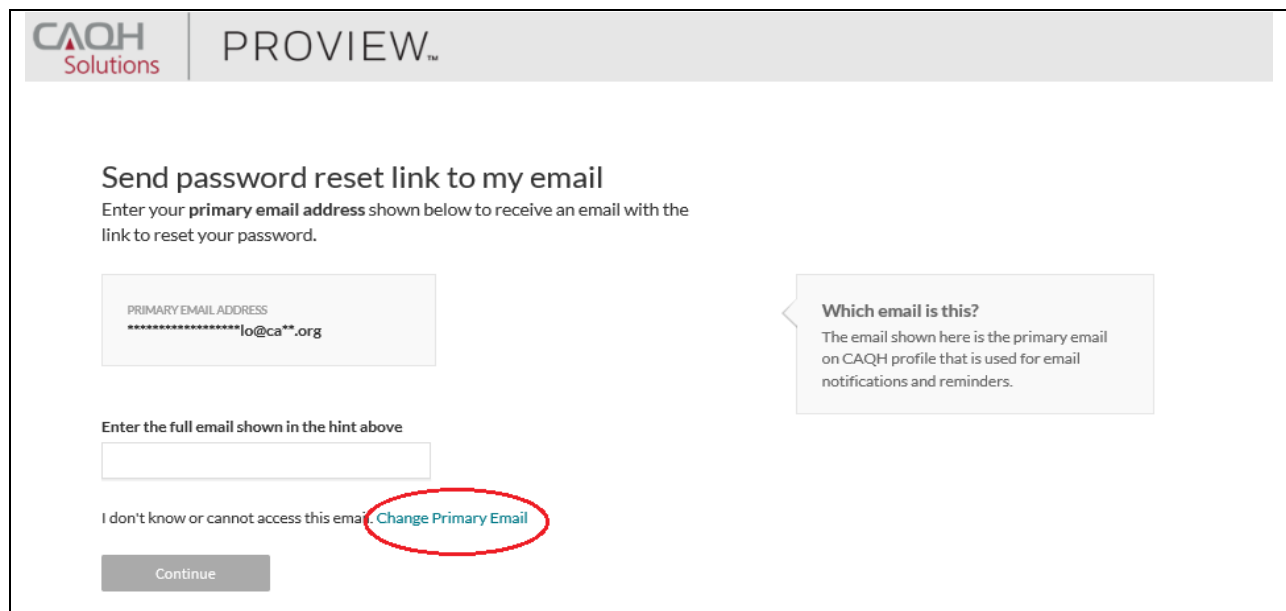 CAQH
Solutions
PROVIEW™
Send password reset link to my email
Enter your primary email address shown below to receive an email with the
link to reset your password.
PRIMARY EMAIL ADDRESS
******************lo@ca**.org
Which email is this?
The email shown here is the primary email
on CAQH profile that is used for email
notifications and reminders.
Enter the full email shown in the hint above
I don't know or cannot access this email. Change Primary Email
Continue